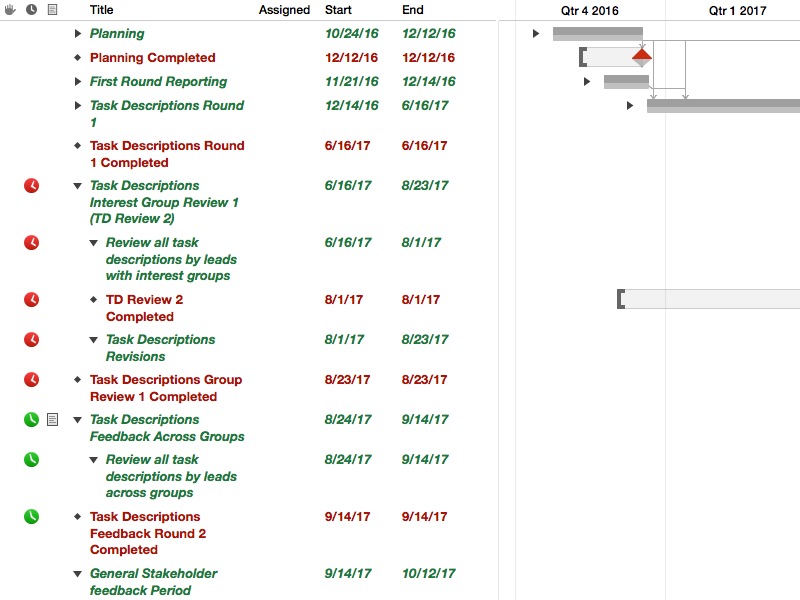 Title Assigned Start End Qtr 4 2016 Qtr 1 2017
Planning 10/24/16 12/12/16
Planning Completed 12/12/16 12/12/16
First Round Reporting 11/21/16 12/14/16
Task Descriptions Round 12/14/16 6/16/17
1
Task Descriptions Round 6/16/17 6/16/17
1 Completed
Task Descriptions 6/16/17 8/23/17
Interest Group Review 1
(TD Review 2)
Review all task 6/16/17 8/1/17
descriptions by leads
with interest groups
TD Review 2 8/1/17 8/1/17
Completed
Task Descriptions 8/1/17 8/23/17
Revisions
Task Descriptions Group 8/23/17 8/23/17
Review 1 Completed
Task Descriptions 8/24/17 9/14/17
Feedback Across Groups
Review all task 8/24/17 9/14/17
descriptions by leads
across groups
Task Descriptions 9/14/17 9/14/17
Feedback Round 2
Completed
General Stakeholder 9/14/17 10/12/17
feedback Period